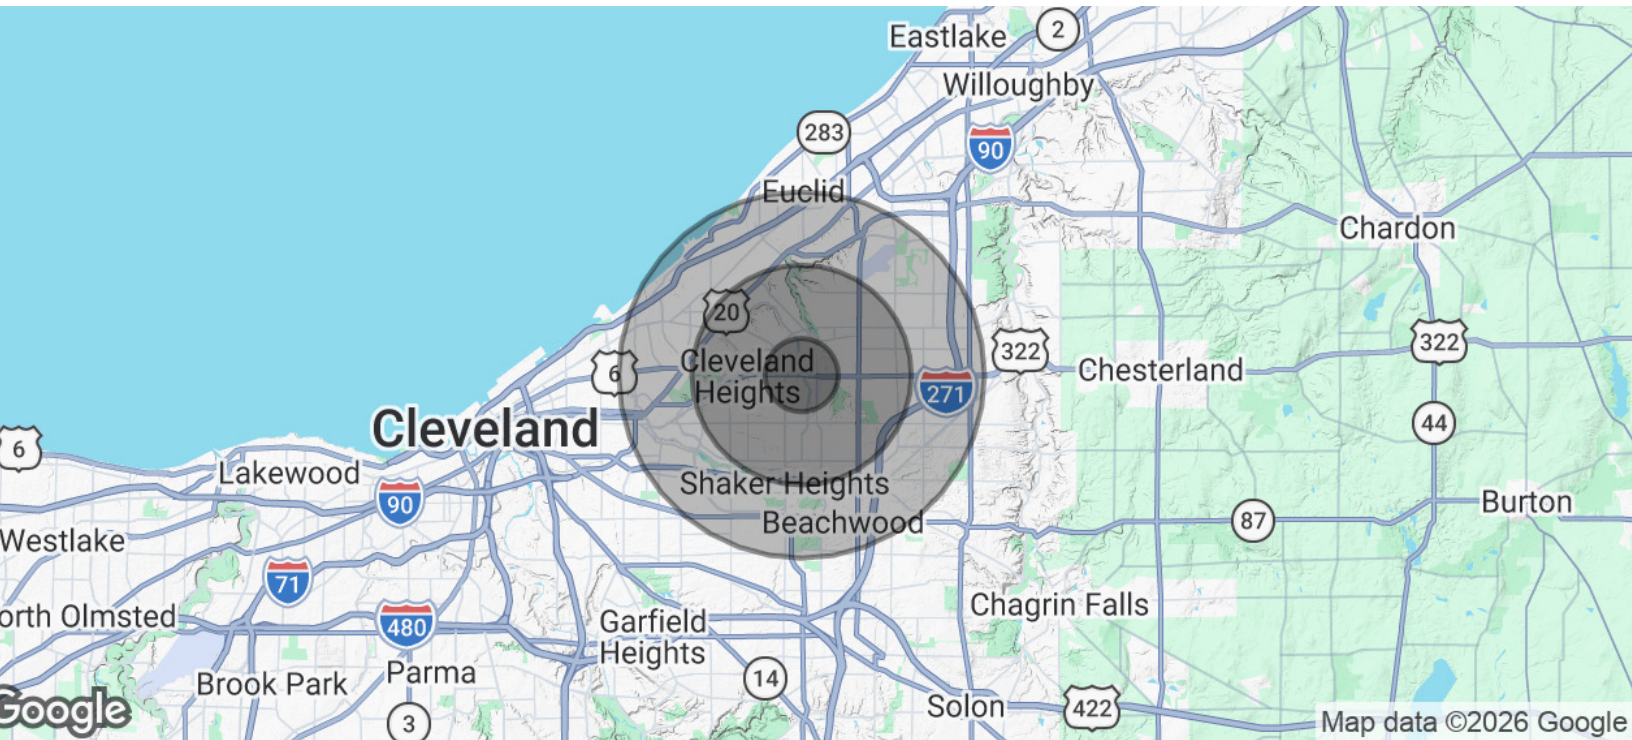 Eastlake
2
Willoughby
283
90
Euclid
Chardon
20
322
322
Cleveland
Heights
6
Chesterland
271
44
Cleveland
6
Lakewood
90
Shaker Heights
Burton
Beachwood
87
Westlake
71
Chagrin Falls
orth Olmsted
480
Garfield
Heights
Parma
14
Brook Park
Solon
422
Google
3
Map data ©2026 Google